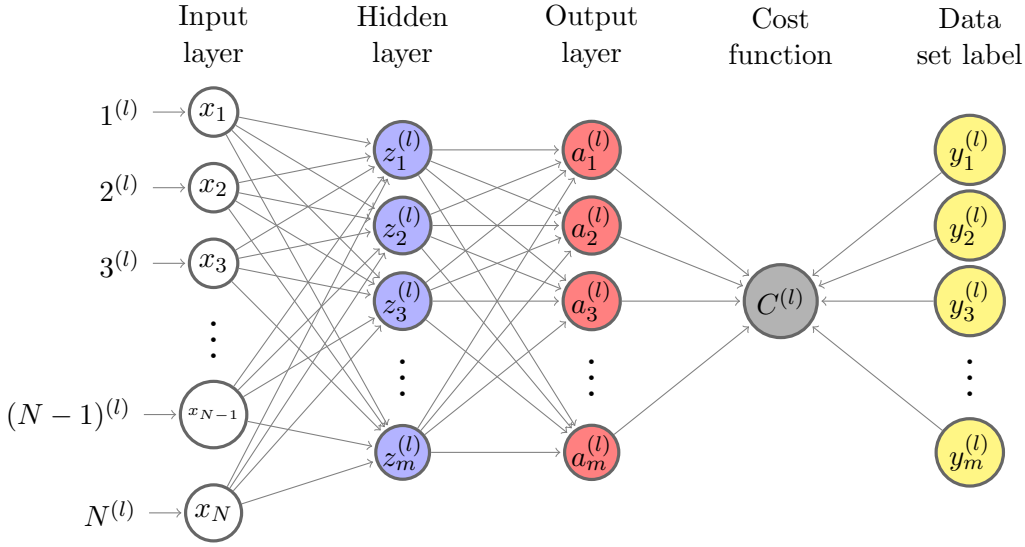 Input layer
Hidden layer
Output layer
Cost function
Data set label
1^{(l)} x_1
2^{(l)} x_2
3^{(l)} x_3
⋮
(N − 1)^{(l)} x_{N−1}
N^{(l)} x_N
z_1^{(l)}
z_2^{(l)}
z_3^{(l)}
⋮
z_m^{(l)}
a_1^{(l)}
a_2^{(l)}
a_3^{(l)}
⋮
a_m^{(l)}
C^{(l)}
y_1^{(l)}
y_2^{(l)}
y_3^{(l)}
⋮
y_m^{(l)}